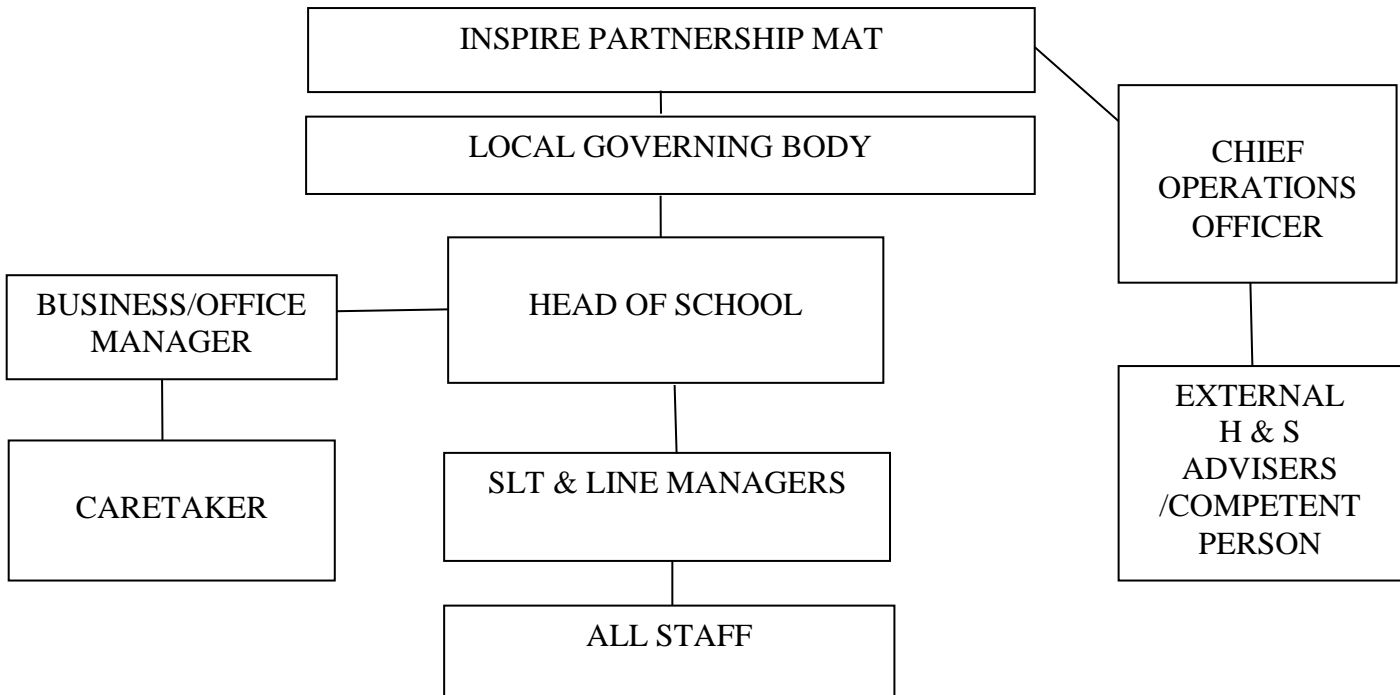 INSPIRE PARTNERSHIP MAT
LOCAL GOVERNING BODY
CHIEF
OPERATIONS
OFFICER
BUSINESS/OFFICE
MANAGER
HEAD OF SCHOOL
EXTERNAL
H & S
ADVISERS
/COMPETENT
PERSON
CARETAKER
SLT & LINE MANAGERS
ALL STAFF